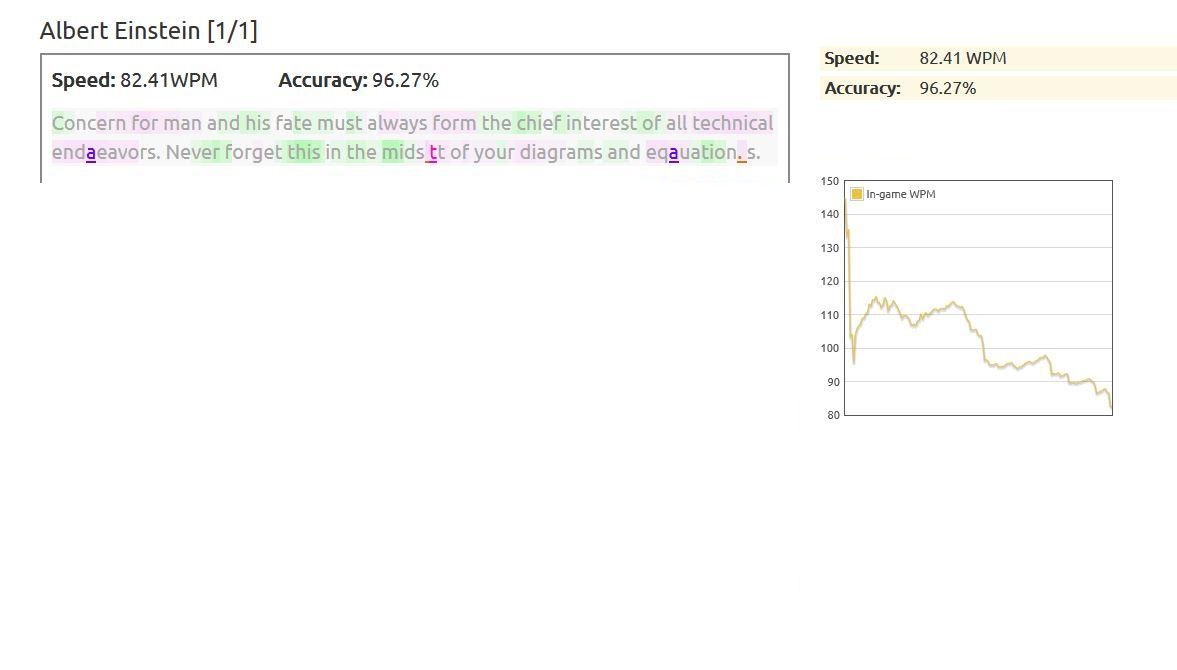 Albert Einstein [1/1]
Speed: 82.41WPM Accuracy: 96.27%
Concern for man and his fate must always form the chief interest of all technical
endaeavors. Never forget this in the mids tt of your diagrams and eqauation. s.
Speed: 82.41 WPM
Accuracy: 96.27%
In-game WPM
150
140
130
120
110
100
90
80